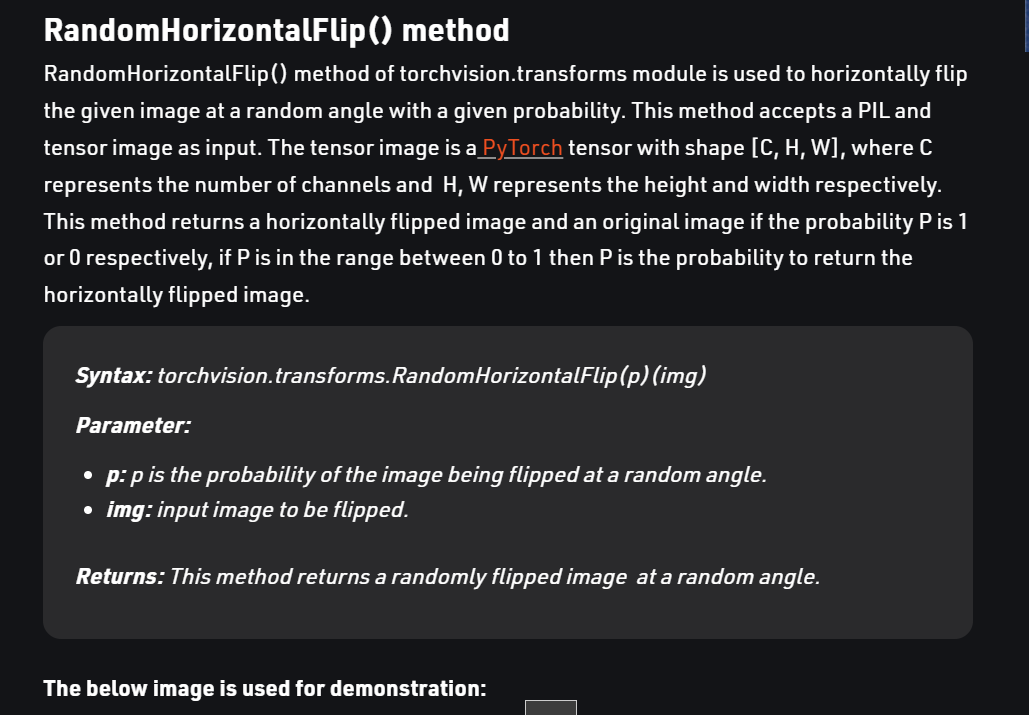 RandomHorizontalFlip() method
RandomHorizontalFlip() method of torchvision.transforms module is used to horizontally flip
the given image at a random angle with a given probability. This method accepts a PIL and
tensor image as input. The tensor image is a PyTorch tensor with shape [C, H, W], where C
represents the number of channels and  H, W represents the height and width respectively.
This method returns a horizontally flipped image and an original image if the probability P is 1
or 0 respectively, if P is in the range between 0 to 1 then P is the probability to return the
horizontally flipped image.
Syntax: torchvision.transforms.RandomHorizontalFlip(p)(img)
Parameter:
• p: p is the probability of the image being flipped at a random angle.
• img: input image to be flipped.
Returns: This method returns a randomly flipped image  at a random angle.
The below image is used for demonstration: